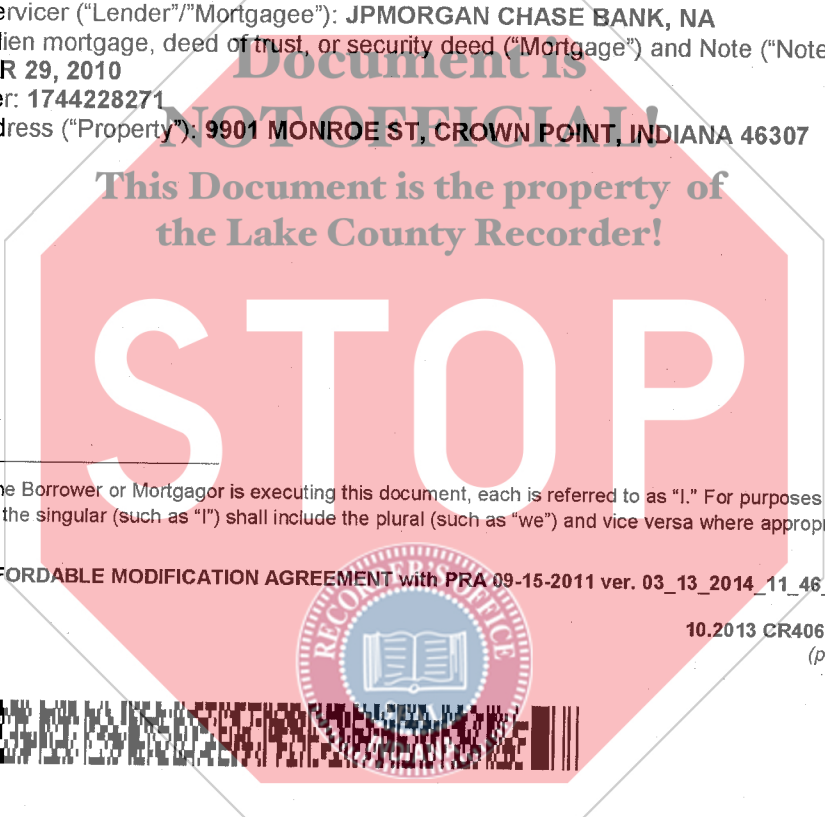 ervicer ("Lender"/"Mortgagee"): JPMORGAN CHASE BANK, NA
lien mortgage, deed of trust, or security deed ("Mortgage") and Note ("Note
Document is
R 29, 2010
er: 1744228271
NOT OFFICIAL!
dress ("Property"): 9901 MONROE ST, CROWN POINT, INDIANA 46307
This Document is the property of
the Lake County Recorder!
STOP
he Borrower or Mortgagor is executing this document, each is referred to as "I." For purposes
the singular (such as "I") shall include the plural (such as "we") and vice versa where appropr
FORDABLE MODIFICATION AGREEMENT with PRA 09-15-2011 ver. 03_13_2014_11_46_
10.2013 CR406
(p
RECORDER'S OFFICE